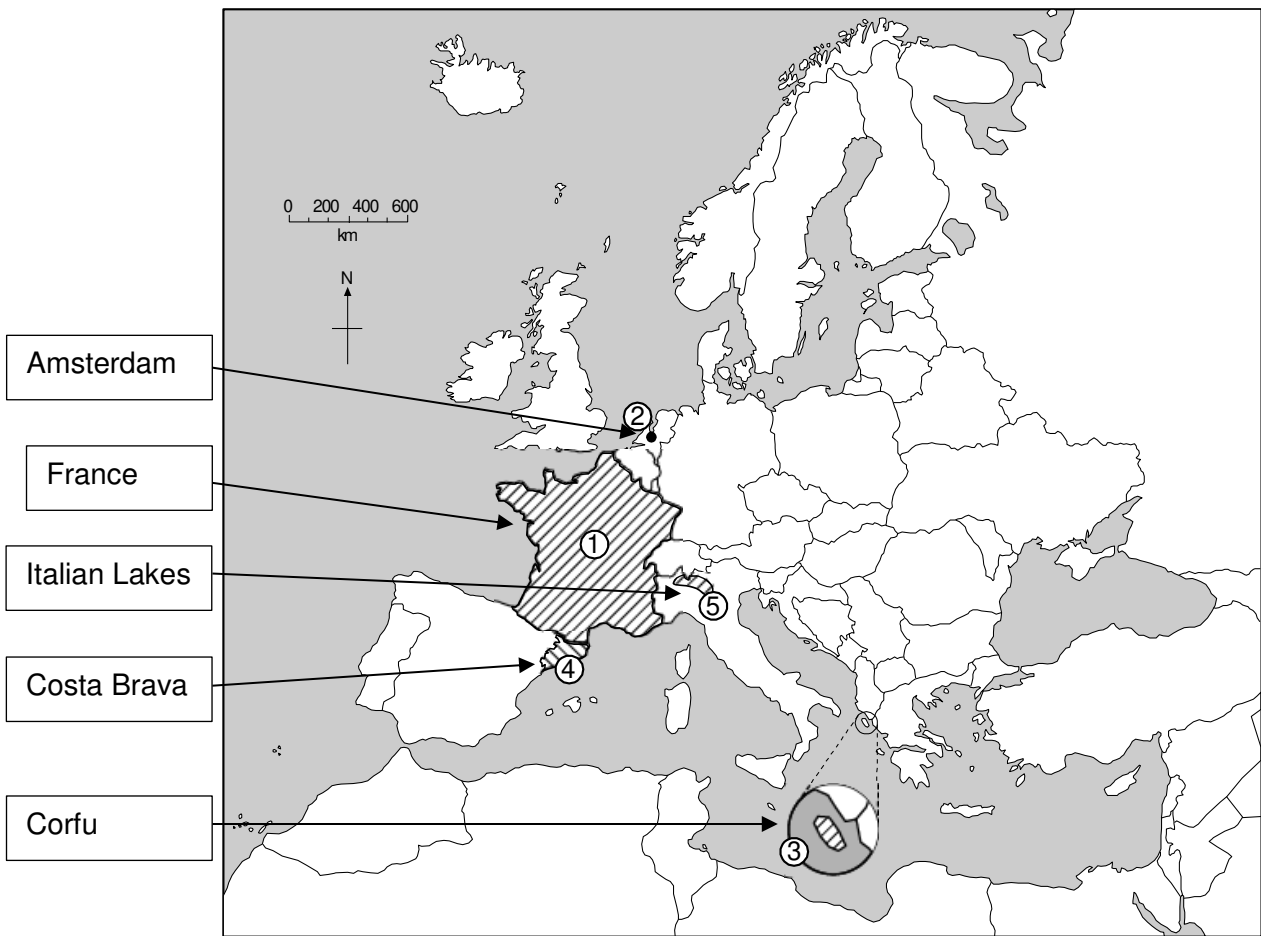 0 200 400 600
km
N
Amsterdam
2
France
1
Italian Lakes
5
Costa Brava
4
Corfu
3